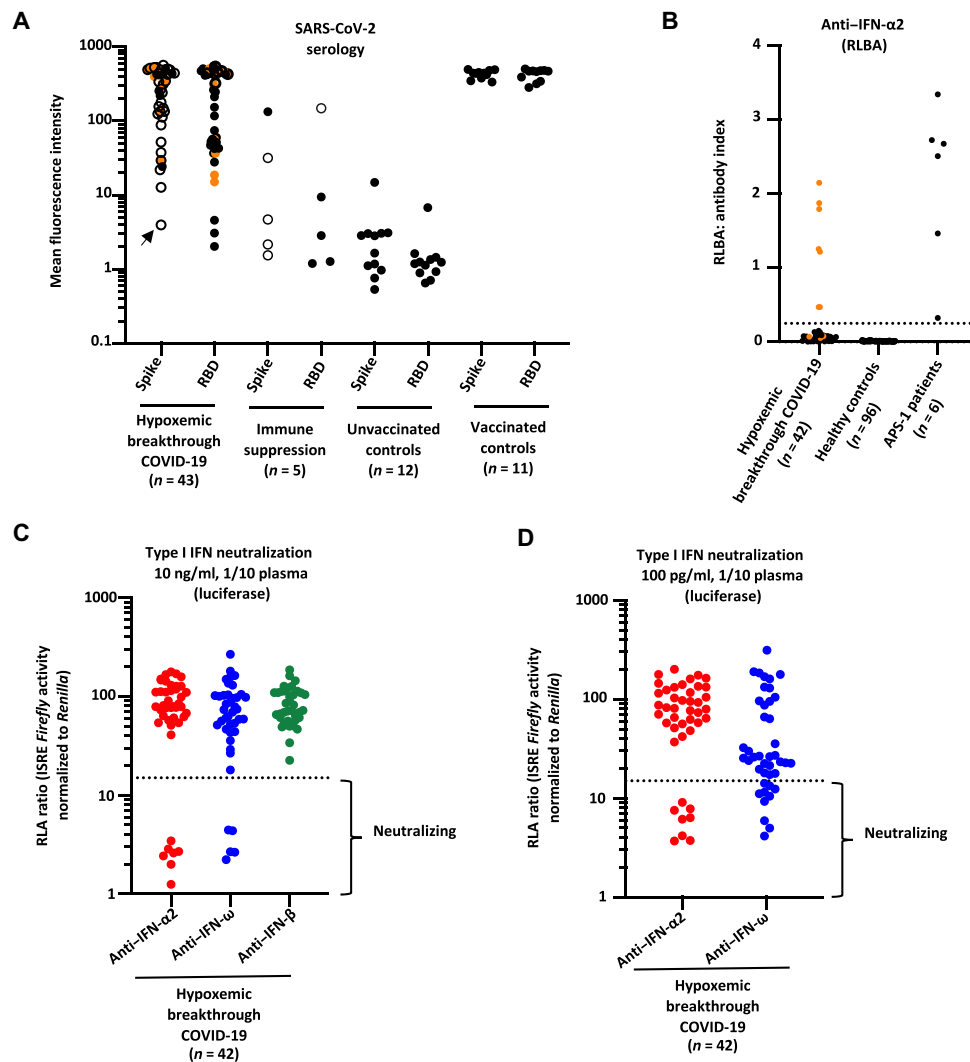 A
SARS-CoV-2
serology
Mean fluorescence intensity
1000
100
10
1
0.1
Spike
RBD
Spike
RBD
Spike
RBD
Spike
RBD
Hypoxemic
breakthrough
COVID-19
(n = 43)
Immune
suppression
(n = 5)
Unvaccinated
controls
(n = 12)
Vaccinated
controls
(n = 11)
B
Anti–IFN-α2
(RLBA)
RLBA: antibody index
4
3
2
1
0
Hypoxemic
breakthrough COVID-19
(n = 42)
Healthy controls
(n = 96)
APS-1 patients
(n = 6)
C
Type I IFN neutralization
10 ng/ml, 1/10 plasma
(luciferase)
RLA ratio (ISRE Firefly activity
normalized to Renilla)
1000
100
10
1
Neutralizing
Anti–IFN-α2
Anti–IFN-ω
Anti–IFN-β
Hypoxemic
breakthrough
COVID-19
(n = 42)
D
Type I IFN neutralization
100 pg/ml, 1/10 plasma
(luciferase)
RLA ratio (ISRE Firefly activity
normalized to Renilla)
1000
100
10
1
Neutralizing
Anti–IFN-α2
Anti–IFN-ω
Hypoxemic
breakthrough
COVID-19
(n = 42)